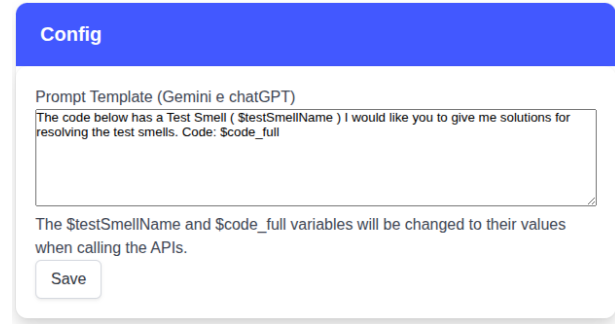 Config
Prompt Template (Gemini e chatGPT)
The code below has a Test Smell ( $testSmellName ) I would like you to give me solutions for
resolving the test smells. Code: $code_full
The $testSmellName and $code_full variables will be changed to their values
when calling the APIs.
Save